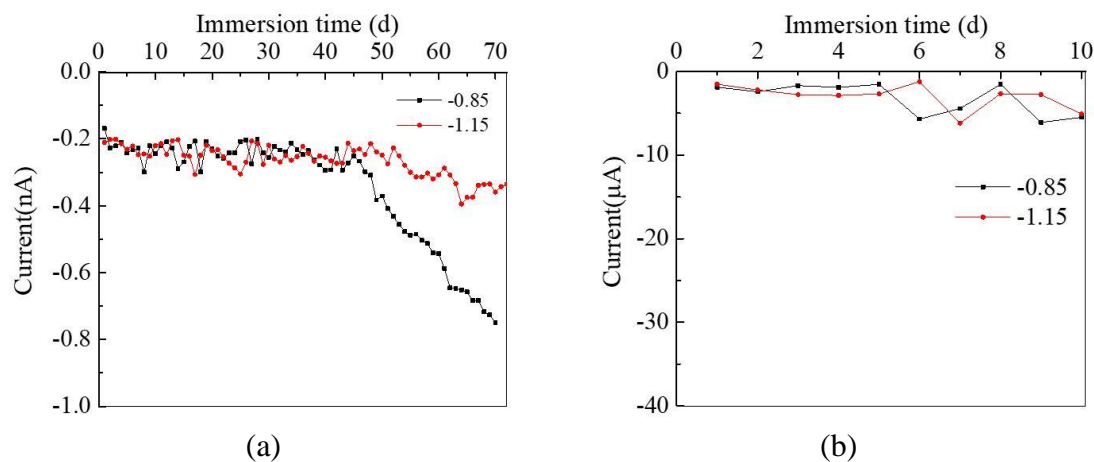 Immersion time (d)
0 10 20 30 40 50 60 70
0.0
-0.2
-0.4
-0.6
-0.8
-1.0
Current(nA)
-0.85
-1.15
(a)
Immersion time (d)
0 2 4 6 8 10
0
-10
-20
-30
-40
Current(μA)
-0.85
-1.15
(b)